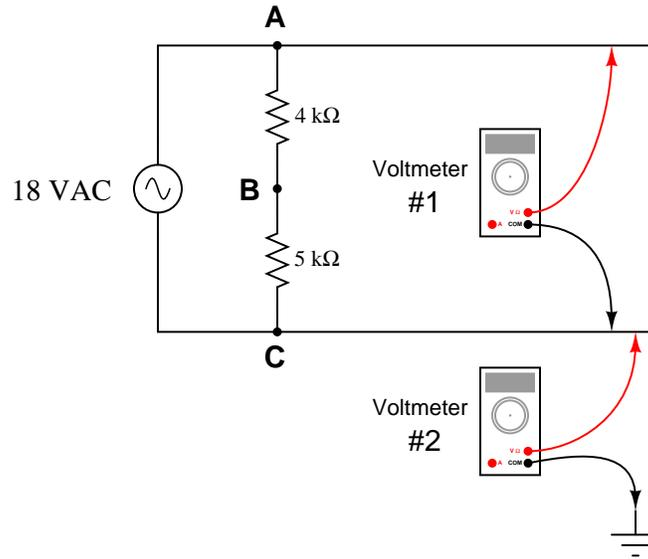 A
4 kΩ
Voltmeter
#1
18 VAC
B
V Ω
A COM
5 kΩ
C
Voltmeter
#2
V Ω
A COM